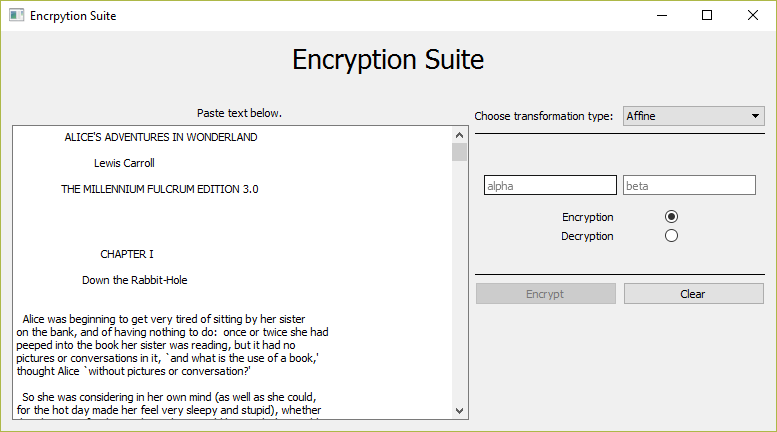 Encrpytion Suite
Encryption Suite
Paste text below.
ALICE'S ADVENTURES IN WONDERLAND
Lewis Carroll
THE MILLENNIUM FULCRUM EDITION 3.0
CHAPTER I
Down the Rabbit-Hole
Alice was beginning to get very tired of sitting by her sister
on the bank, and of having nothing to do:  once or twice she had
peeped into the book her sister was reading, but it had no
pictures or conversations in it, `and what is the use of a book,'
thought Alice `without pictures or conversation?'
So she was considering in her own mind (as well as she could,
for the hot day made her feel very sleepy and stupid), whether
Choose transformation type:
Affine
alpha
beta
Encryption
Decryption
Encrypt
Clear